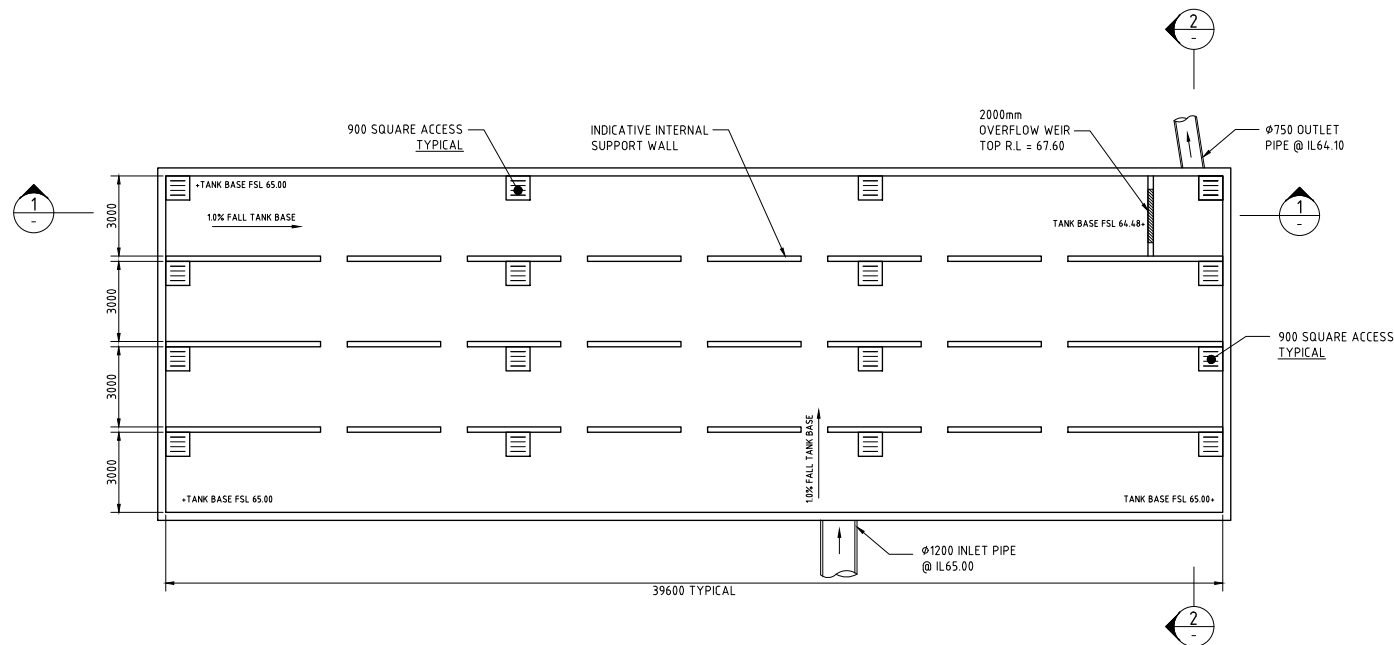 2
-
900 SQUARE ACCESS
TYPICAL
INDICATIVE INTERNAL
SUPPORT WALL
2000mm
OVERFLOW WEIR
TOP R.L = 67.60
Ø750 OUTLET
PIPE @ IL64.10
1
-
+TANK BASE FSL 65.00
1.0% FALL TANK BASE
TANK BASE FSL 64.48+
1
-
3000
3000
3000
3000
900 SQUARE ACCESS
TYPICAL
1.0% FALL TANK BASE
+TANK BASE FSL 65.00
TANK BASE FSL 65.00+
Ø1200 INLET PIPE
@ IL65.00
39600 TYPICAL
2
-